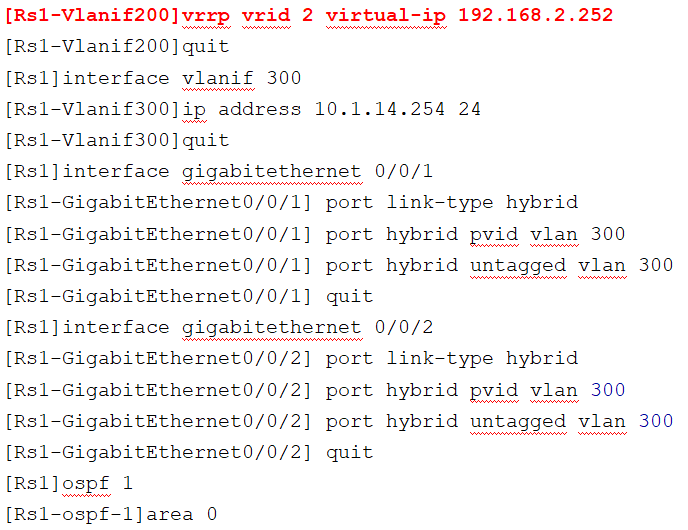 [Rs1-Vlanif200]vrrp vrid 2 virtual-ip 192.168.2.252
[Rs1-Vlanif200]quit
[Rs1]interface vlanif 300
[Rs1-Vlanif300]ip address 10.1.14.254 24
[Rs1-Vlanif300]quit
[Rs1]interface gigabitethernet 0/0/1
[Rs1-GigabitEthernet0/0/1] port link-type hybrid
[Rs1-GigabitEthernet0/0/1] port hybrid pvid vlan 300
[Rs1-GigabitEthernet0/0/1] port hybrid untagged vlan 300
[Rs1-GigabitEthernet0/0/1] quit
[Rs1]interface gigabitethernet 0/0/2
[Rs1-GigabitEthernet0/0/2] port link-type hybrid
[Rs1-GigabitEthernet0/0/2] port hybrid pvid vlan 300
[Rs1-GigabitEthernet0/0/2] port hybrid untagged vlan 300
[Rs1-GigabitEthernet0/0/2] quit
[Rs1]ospf 1
[Rs1-ospf-1]area 0